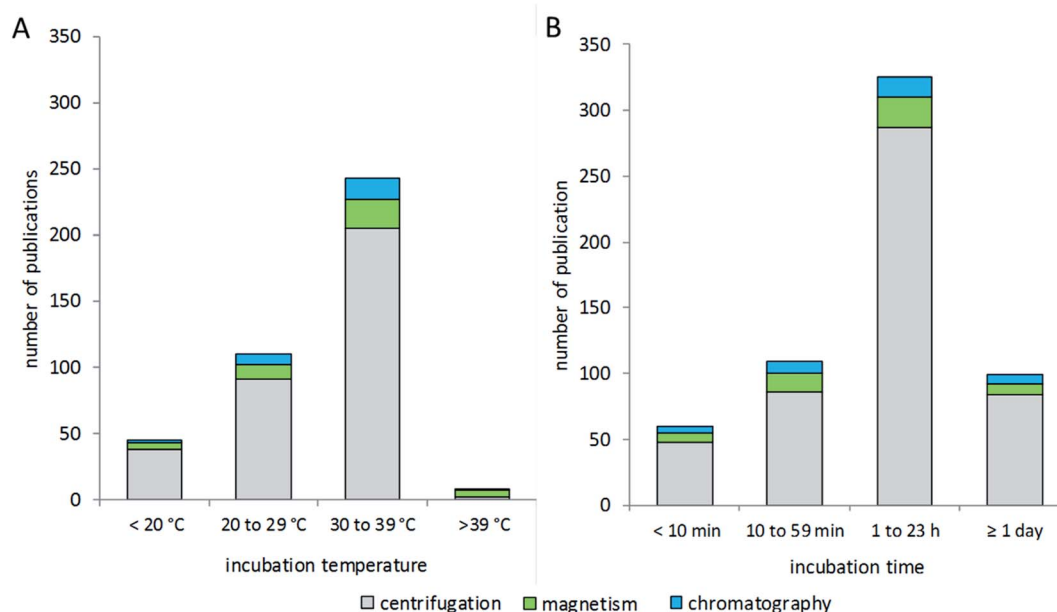 A
350
300
250
200
150
100
50
0
number of publications
< 20 °C 20 to 29 °C 30 to 39 °C >39 °C
incubation temperature
B
350
300
250
200
150
100
50
0
number of publication
< 10 min 10 to 59 min 1 to 23 h ≥ 1 day
incubation time
centrifugation magnetism chromatography